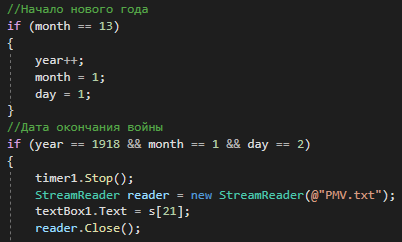 //Начало нового года
if (month == 13)
{
year++;
month = 1;
day = 1;
}
//Дата окончания войны
if (year == 1918 && month == 1 && day == 2)
{
timer1.Stop();
StreamReader reader = new StreamReader(@"PMV.txt");
textBox1.Text = s[21];
reader.Close();